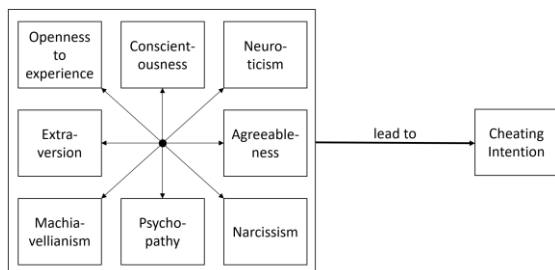 Openness
to
experience
Conscient-
ousness
Neuro-
ticism
Extra-
version
Agreeable-
ness
lead to
Cheating
Intention
Machia-
vellianism
Psycho-
pathy
Narcissism